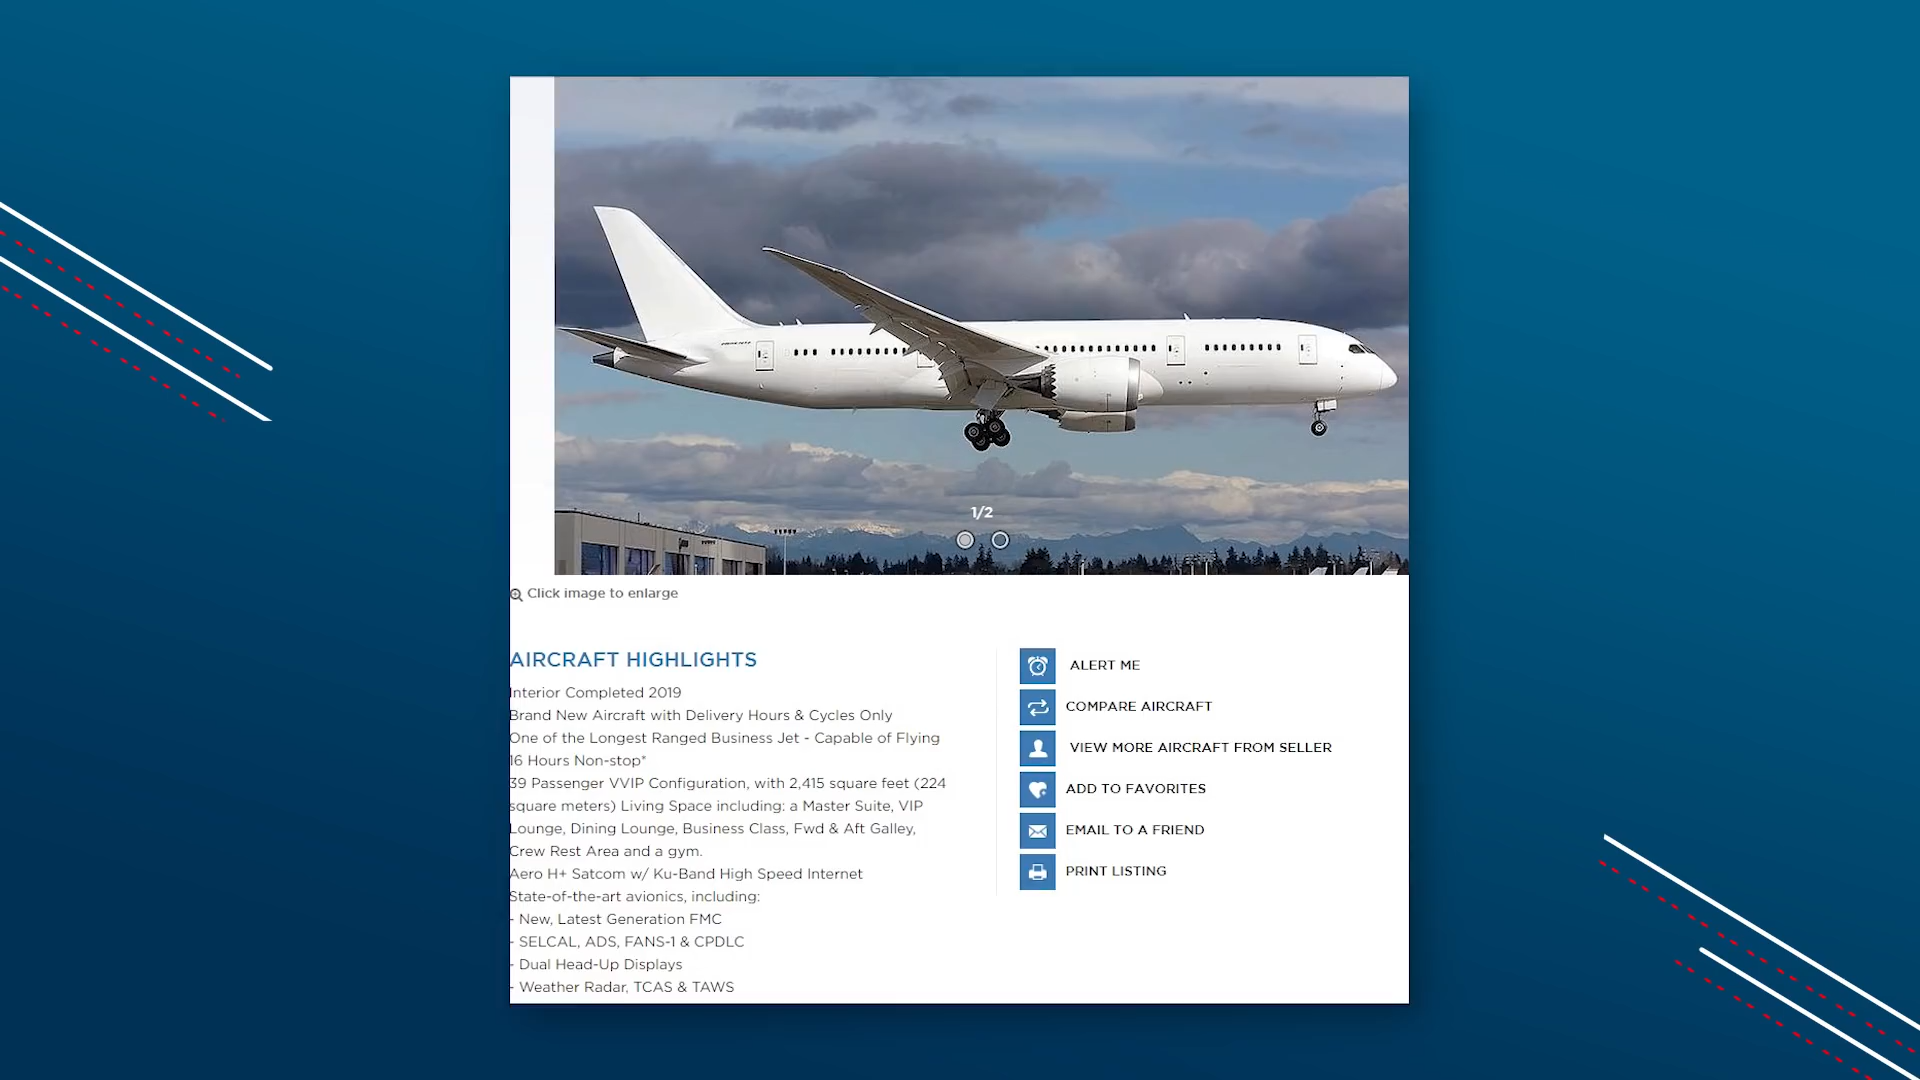 1/2
Click image to enlarge
AIRCRAFT HIGHLIGHTS
Interior Completed 2019
Brand New Aircraft with Delivery Hours & Cycles Only
One of the Longest Ranged Business Jet - Capable of Flying
16 Hours Non-stop*
39 Passenger VVIP Configuration, with 2,415 square feet (224
square meters) Living Space including: a Master Suite, VIP
Lounge, Dining Lounge, Business Class, Fwd & Aft Galley,
Crew Rest Area and a gym.
Aero H+ Satcom w/ Ku-Band High Speed Internet
State-of-the-art avionics, including:
- New, Latest Generation FMC
- SELCAL, ADS, FANS-1 & CPDLC
- Dual Head-Up Displays
- Weather Radar, TCAS & TAWS
ALERT ME
COMPARE AIRCRAFT
VIEW MORE AIRCRAFT FROM SELLER
ADD TO FAVORITES
EMAIL TO A FRIEND
PRINT LISTING